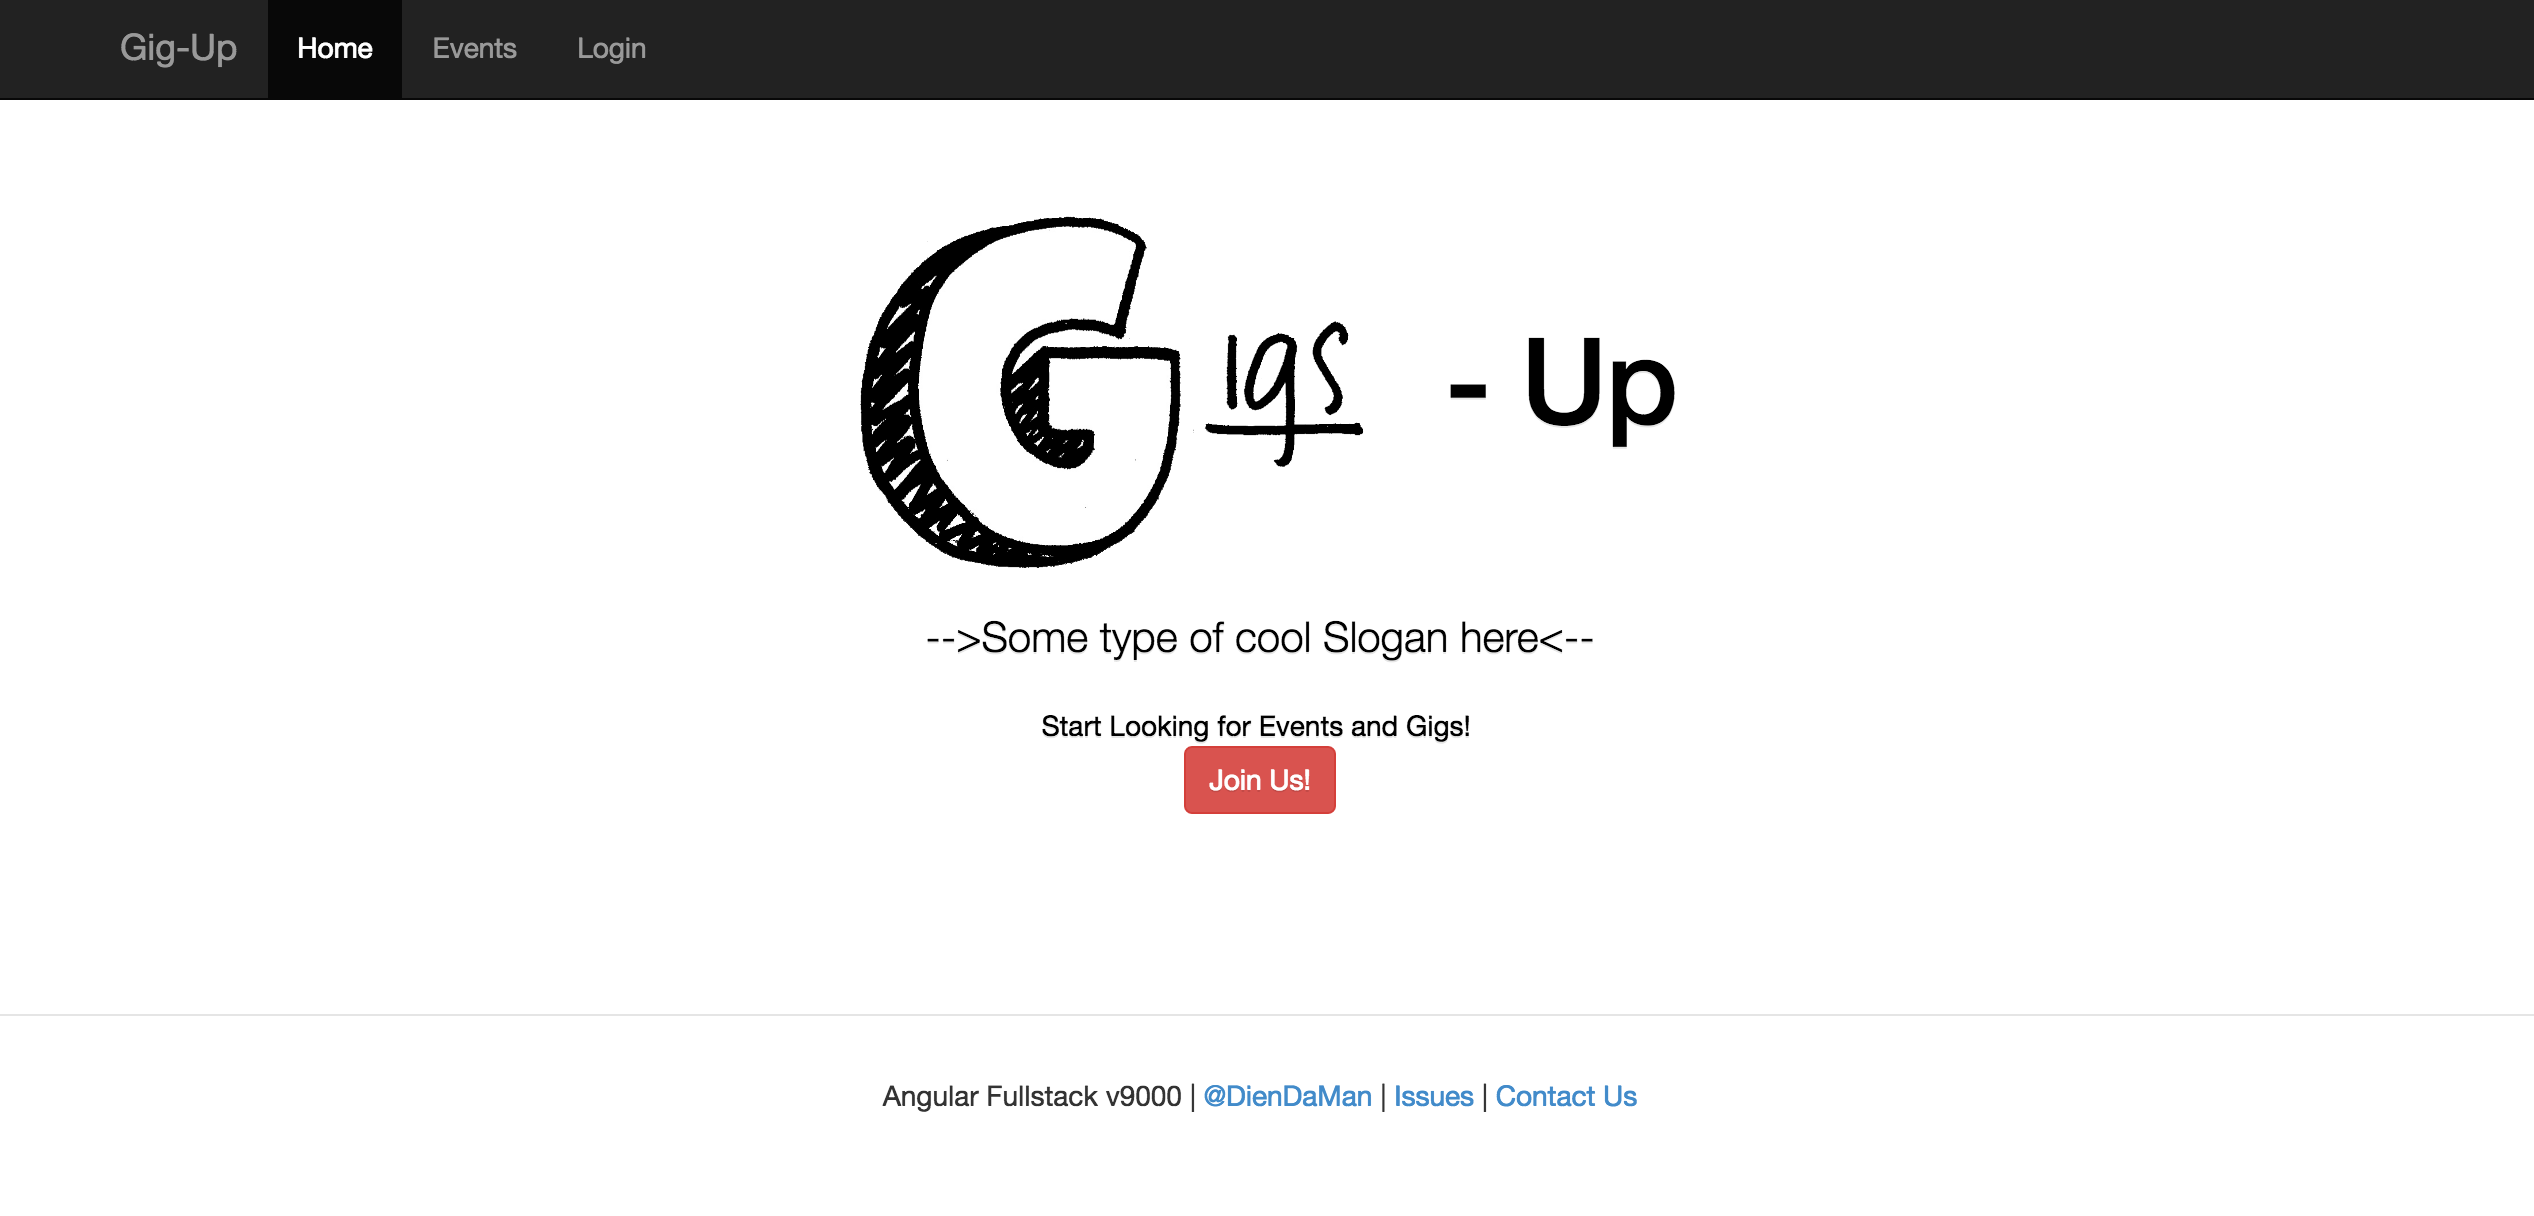 Gig-Up Home Events Login
Gigs - Up
-->Some type of cool Slogan here<--
Start Looking for Events and Gigs!
Join Us!
Angular Fullstack v9000 | @DienDaMan | Issues | Contact Us